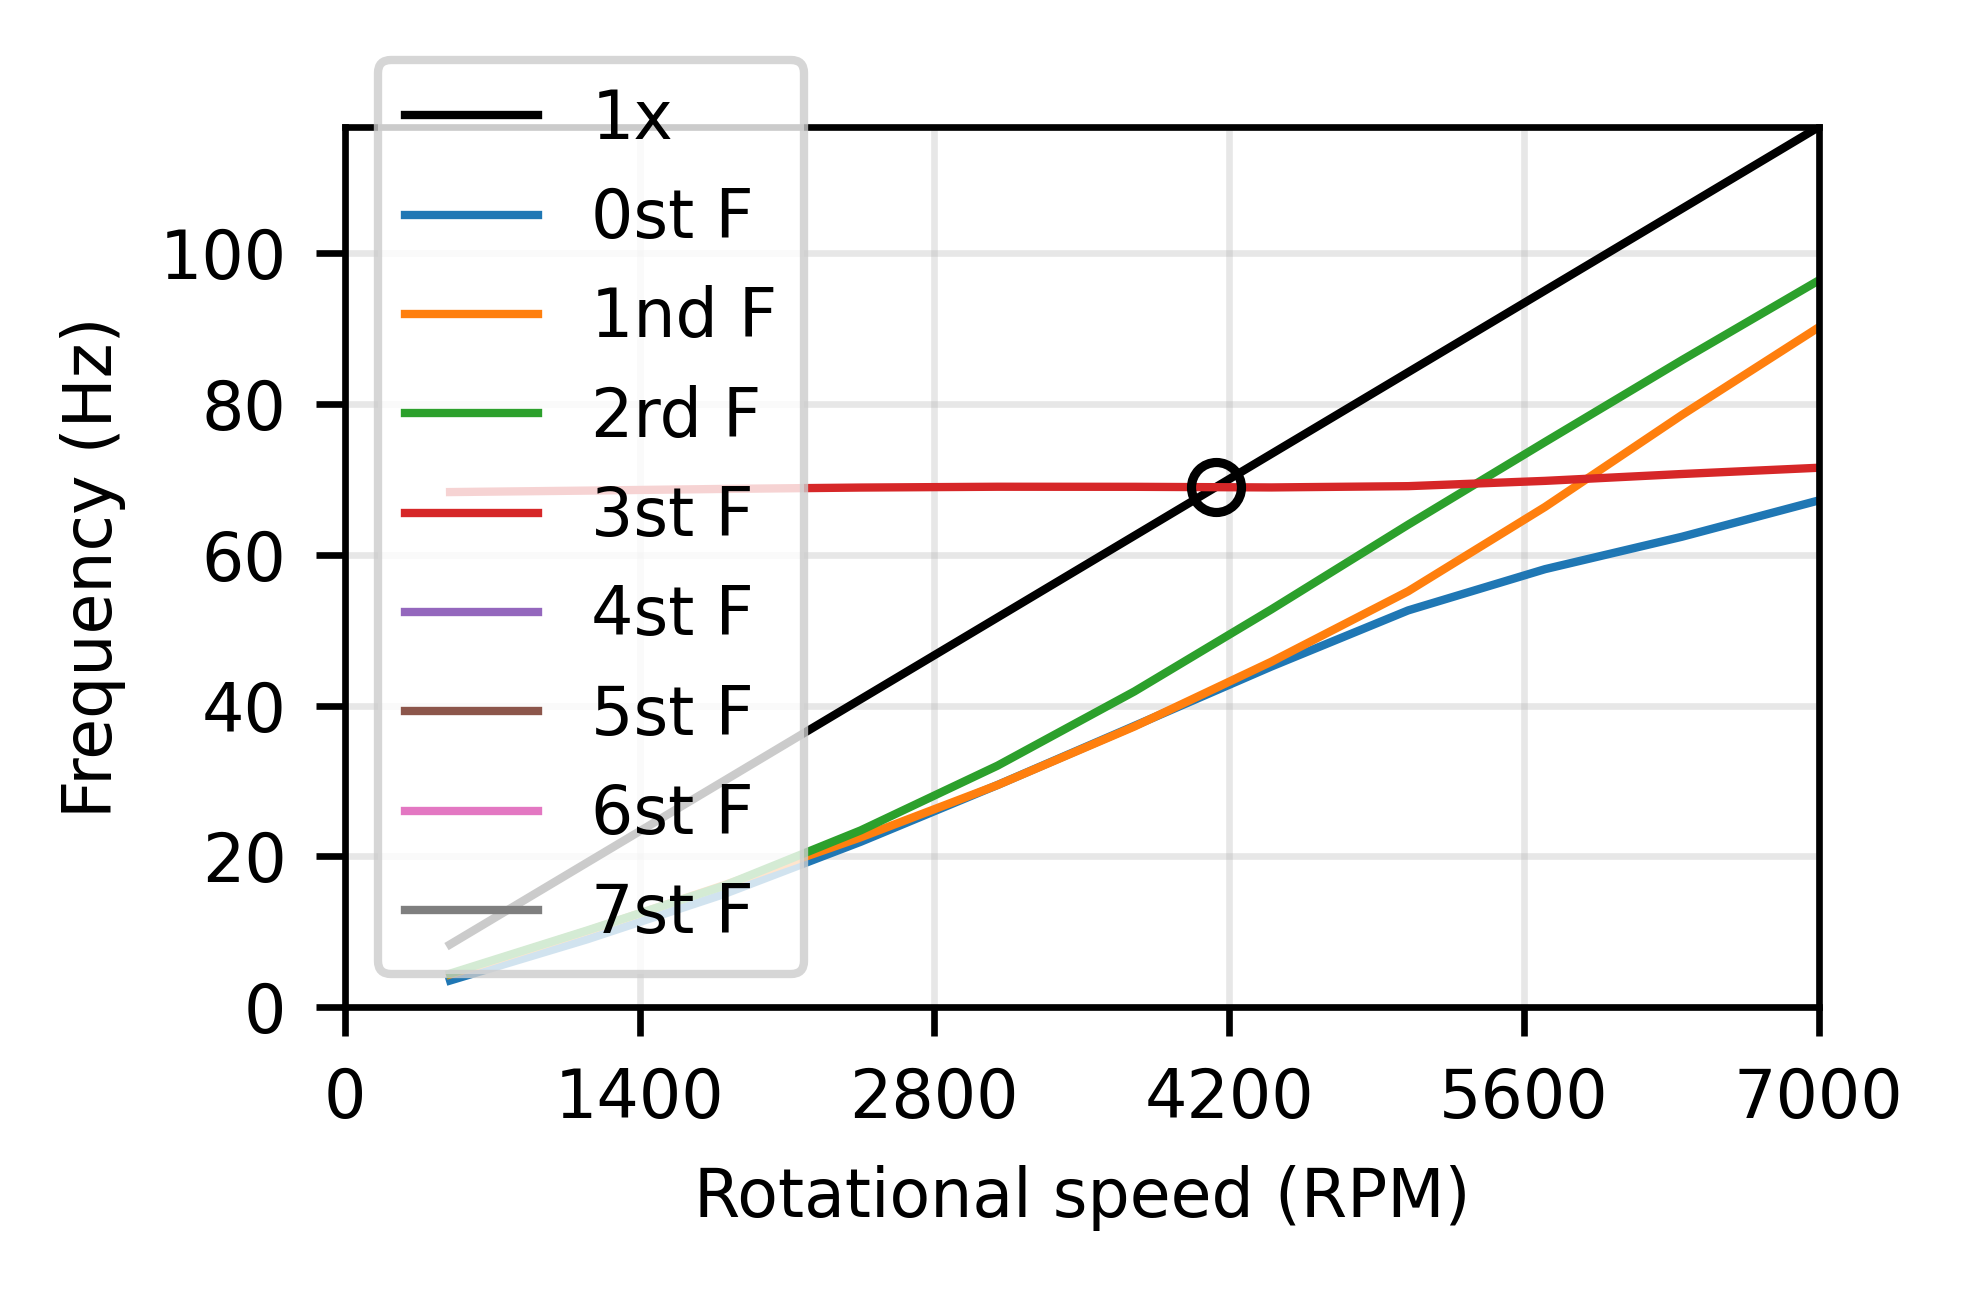 1x
0st F
1nd F
2rd F
3st F
4st F
5st F
6st F
7st F
100
80
60
40
20
0
Frequency (Hz)
0 1400 2800 4200 5600 7000
Rotational speed (RPM)